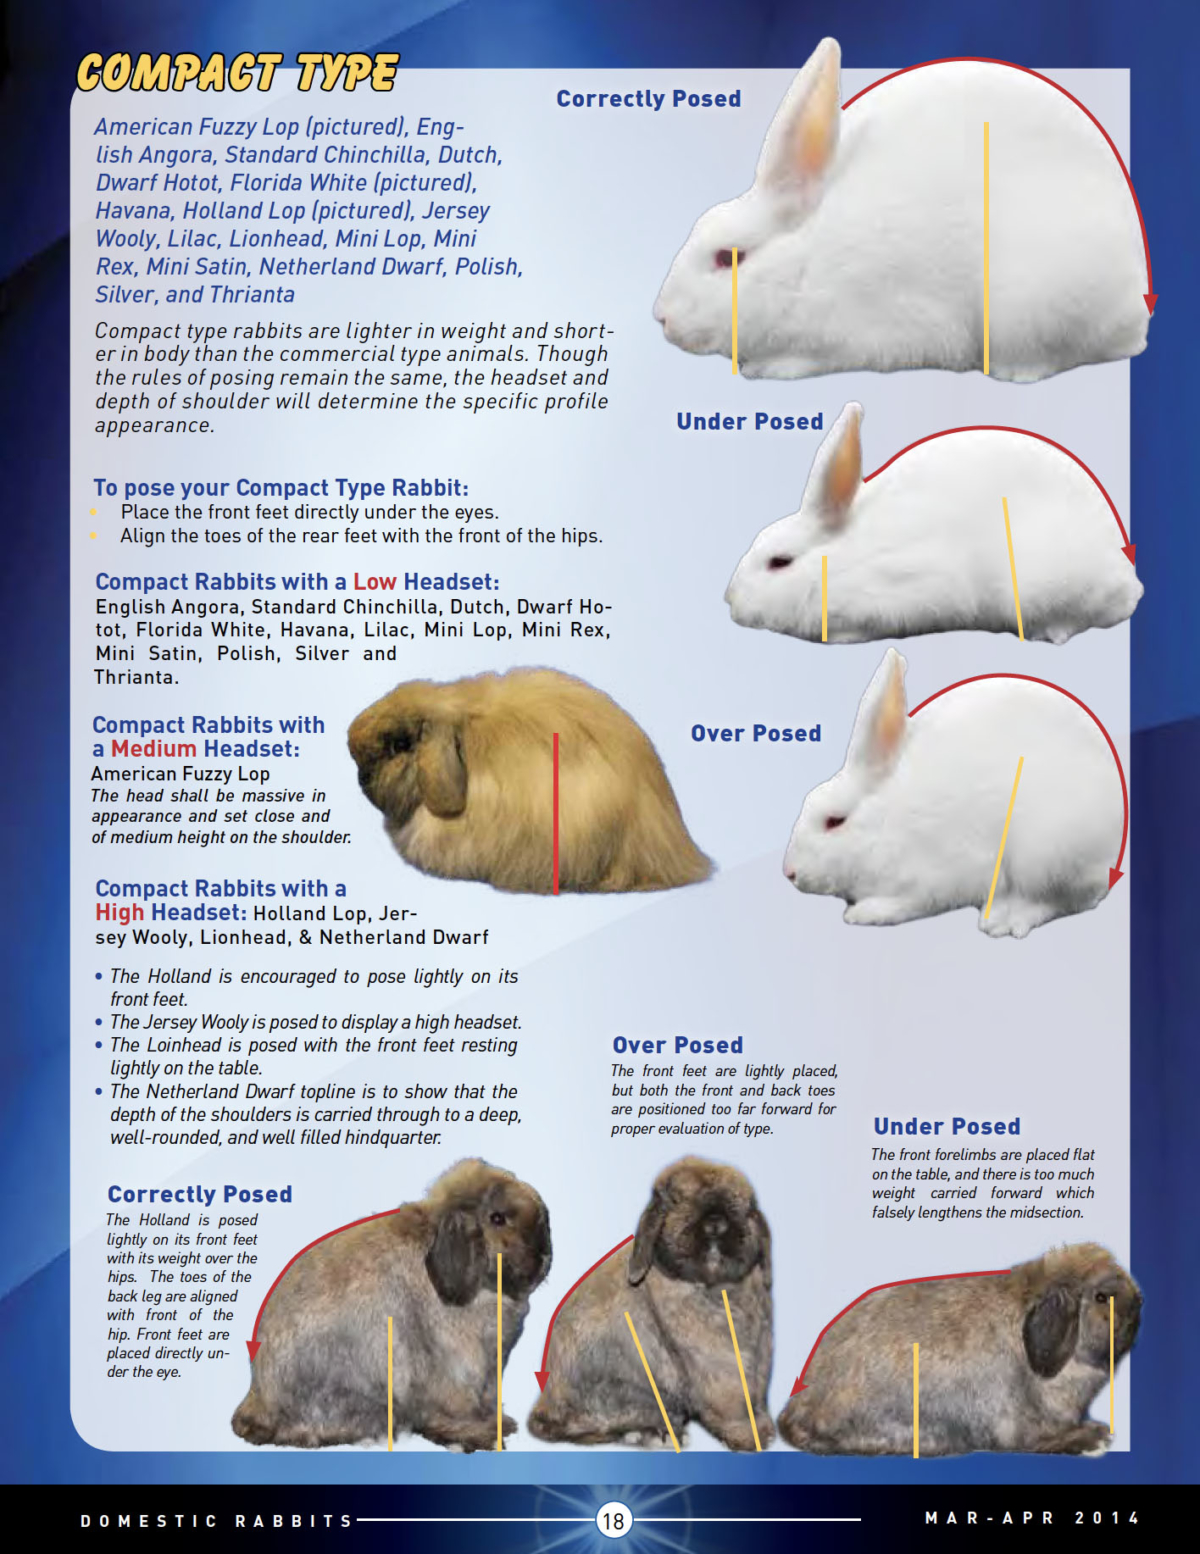 COMPACT TYPE
American Fuzzy Lop (pictured), Eng-
lish Angora, Standard Chinchilla, Dutch,
Dwarf Hotot, Florida White (pictured),
Havana, Holland Lop (pictured), Jersey
Wooly, Lilac, Lionhead, Mini Lop, Mini
Rex, Mini Satin, Netherland Dwarf, Polish,
Silver, and Thrianta
Compact type rabbits are lighter in weight and short-
er in body than the commercial type animals. Though
the rules of posing remain the same, the headset and
depth of shoulder will determine the specific profile
appearance.
To pose your Compact Type Rabbit:
• Place the front feet directly under the eyes.
• Align the toes of the rear feet with the front of the hips.
Compact Rabbits with a Low Headset:
English Angora, Standard Chinchilla, Dutch, Dwarf Ho-
tot, Florida White, Havana, Lilac, Mini Lop, Mini Rex,
Mini Satin, Polish, Silver and
Thrianta.
Compact Rabbits with
a Medium Headset:
American Fuzzy Lop
The head shall be massive in
appearance and set close and
of medium height on the shoulder.
Compact Rabbits with a
High Headset: Holland Lop, Jer-
sey Wooly, Lionhead, & Netherland Dwarf
• The Holland is encouraged to pose lightly on its
front feet.
• The Jersey Wooly is posed to display a high headset.
• The Loinhead is posed with the front feet resting
lightly on the table.
• The Netherland Dwarf topline is to show that the
depth of the shoulders is carried through to a deep,
well-rounded, and well filled hindquarter.
Correctly Posed
Under Posed
Over Posed
Correctly Posed
The Holland is posed
lightly on its front feet
with its weight over the
hips. The toes of the
back leg are aligned
with front of the
hip. Front feet are
placed directly un-
der the eye.
Over Posed
The front feet are lightly placed,
but both the front and back toes
are positioned too far forward for
proper evaluation of type.
Under Posed
The front forelimbs are placed flat
on the table, and there is too much
weight carried forward which
falsely lengthens the midsection.
DOMESTIC RABBITS
18
MAR-APR 2014